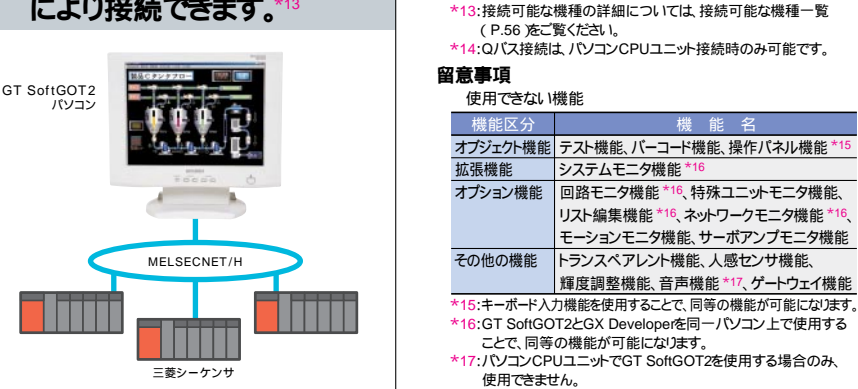 により接続できます。*13
GT SoftGOT2
パソコン
製品Cタンクフロー
MELSECNET/H
三菱シーケンサ
*13:接続可能な機種の詳細については、接続可能な機種一覧
( P.56 )をご覧ください。
*14:Qバス接続は、パソコンCPUユニット接続時のみ可能です。
留意事項
使用できない機能
機能区分 機 能 名
オブジェクト機能 テスト機能、バーコード機能、操作パネル機能 *15
拡張機能 システムモニタ機能 *16
オプション機能 回路モニタ機能 *16、特殊ユニットモニタ機能、
リスト編集機能 *16、ネットワークモニタ機能 *16、
モーションモニタ機能、サーボアンプモニタ機能
その他の機能 トランスペアレント機能、人感センサ機能、
輝度調整機能、音声機能 *17、ゲートウェイ機能
*15:キーボード入力機能を使用することで、同等の機能が可能になります。
*16:GT SoftGOT2とGX Developerを同一パソコン上で使用する
ことで、同等の機能が可能になります。
*17:パソコンCPUユニットでGT SoftGOT2を使用する場合のみ、
使用できません。